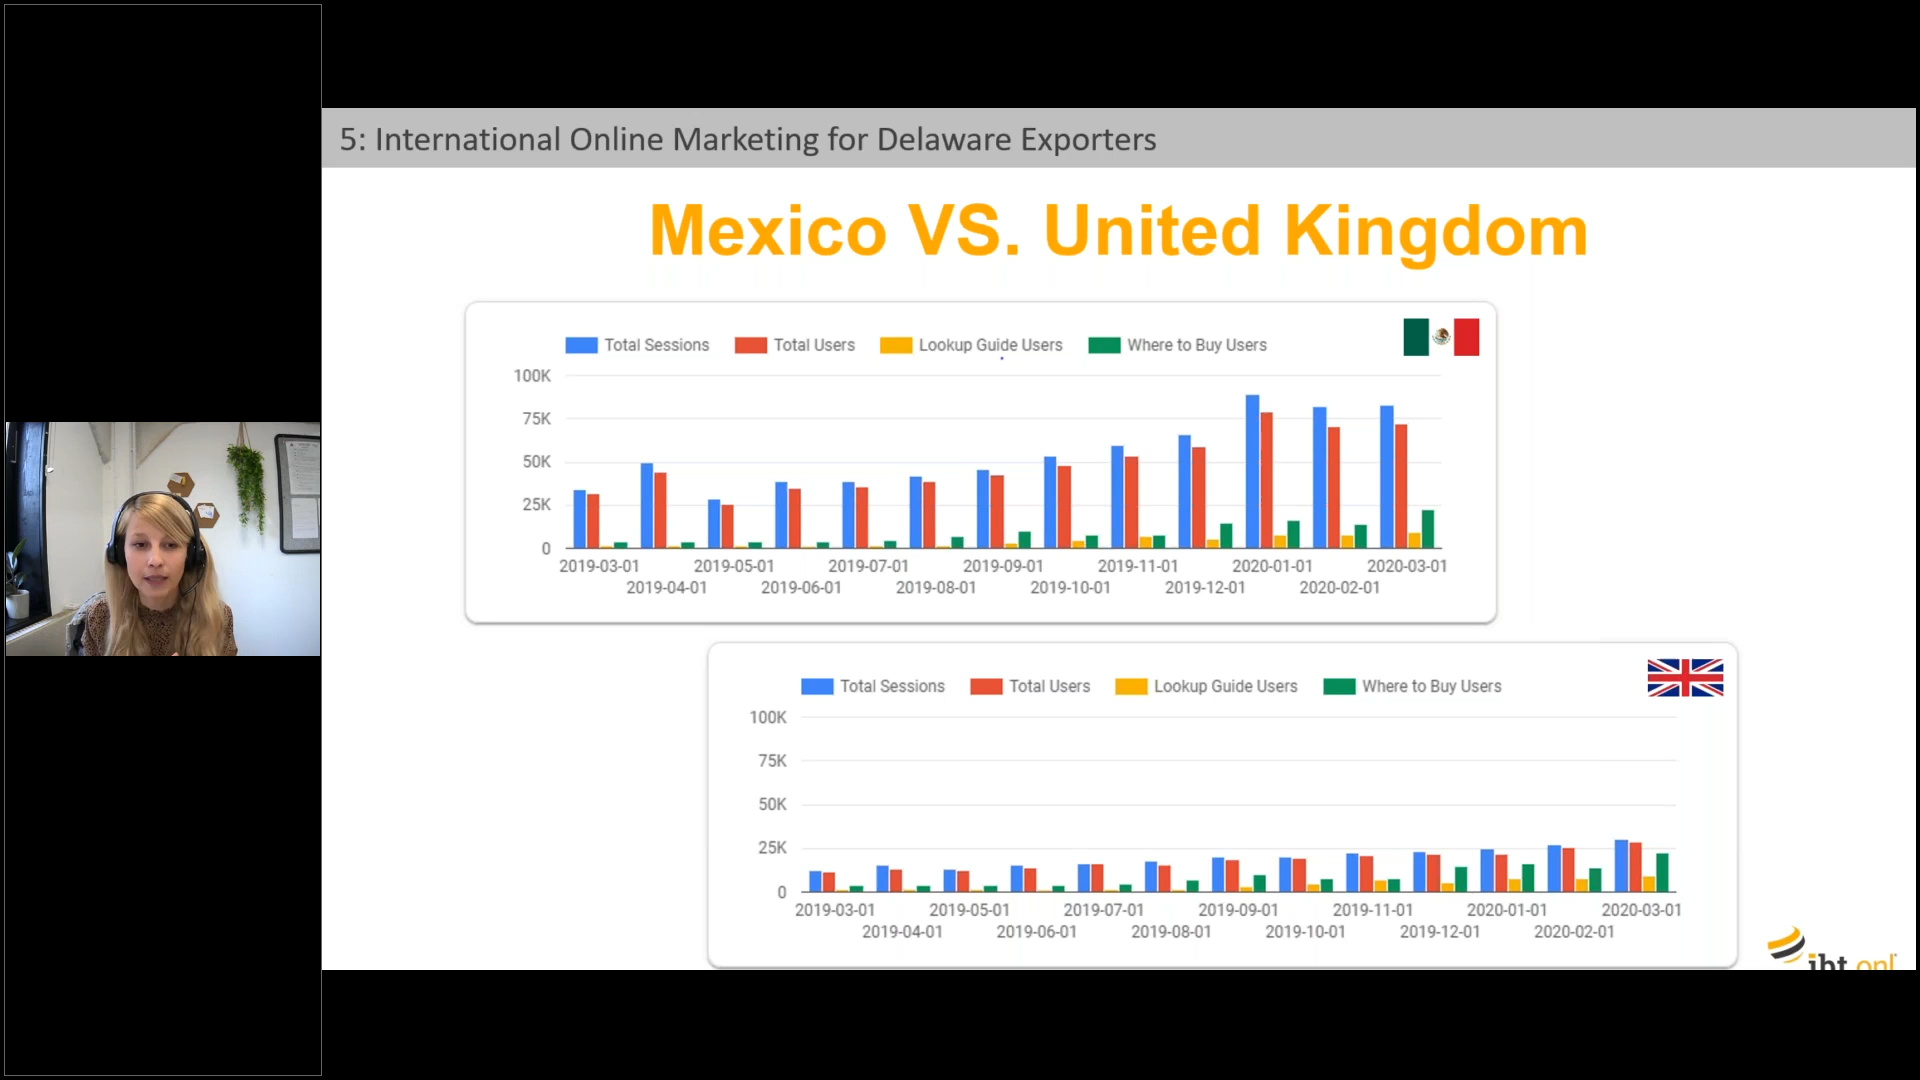 5: International Online Marketing for Delaware Exporters
Mexico VS. United Kingdom
Total Sessions Total Users Lookup Guide Users Where to Buy Users
100K
75K
50K
25K
0
2019-03-01 2019-05-01 2019-07-01 2019-09-01 2019-11-01 2020-01-01 2020-03-01
2019-04-01 2019-06-01 2019-08-01 2019-10-01 2019-12-01 2020-02-01
Total Sessions Total Users Lookup Guide Users Where to Buy Users
100K
75K
50K
25K
0
2019-03-01 2019-05-01 2019-07-01 2019-09-01 2019-11-01 2020-01-01 2020-03-01
2019-04-01 2019-06-01 2019-08-01 2019-10-01 2019-12-01 2020-02-01
ibt onl